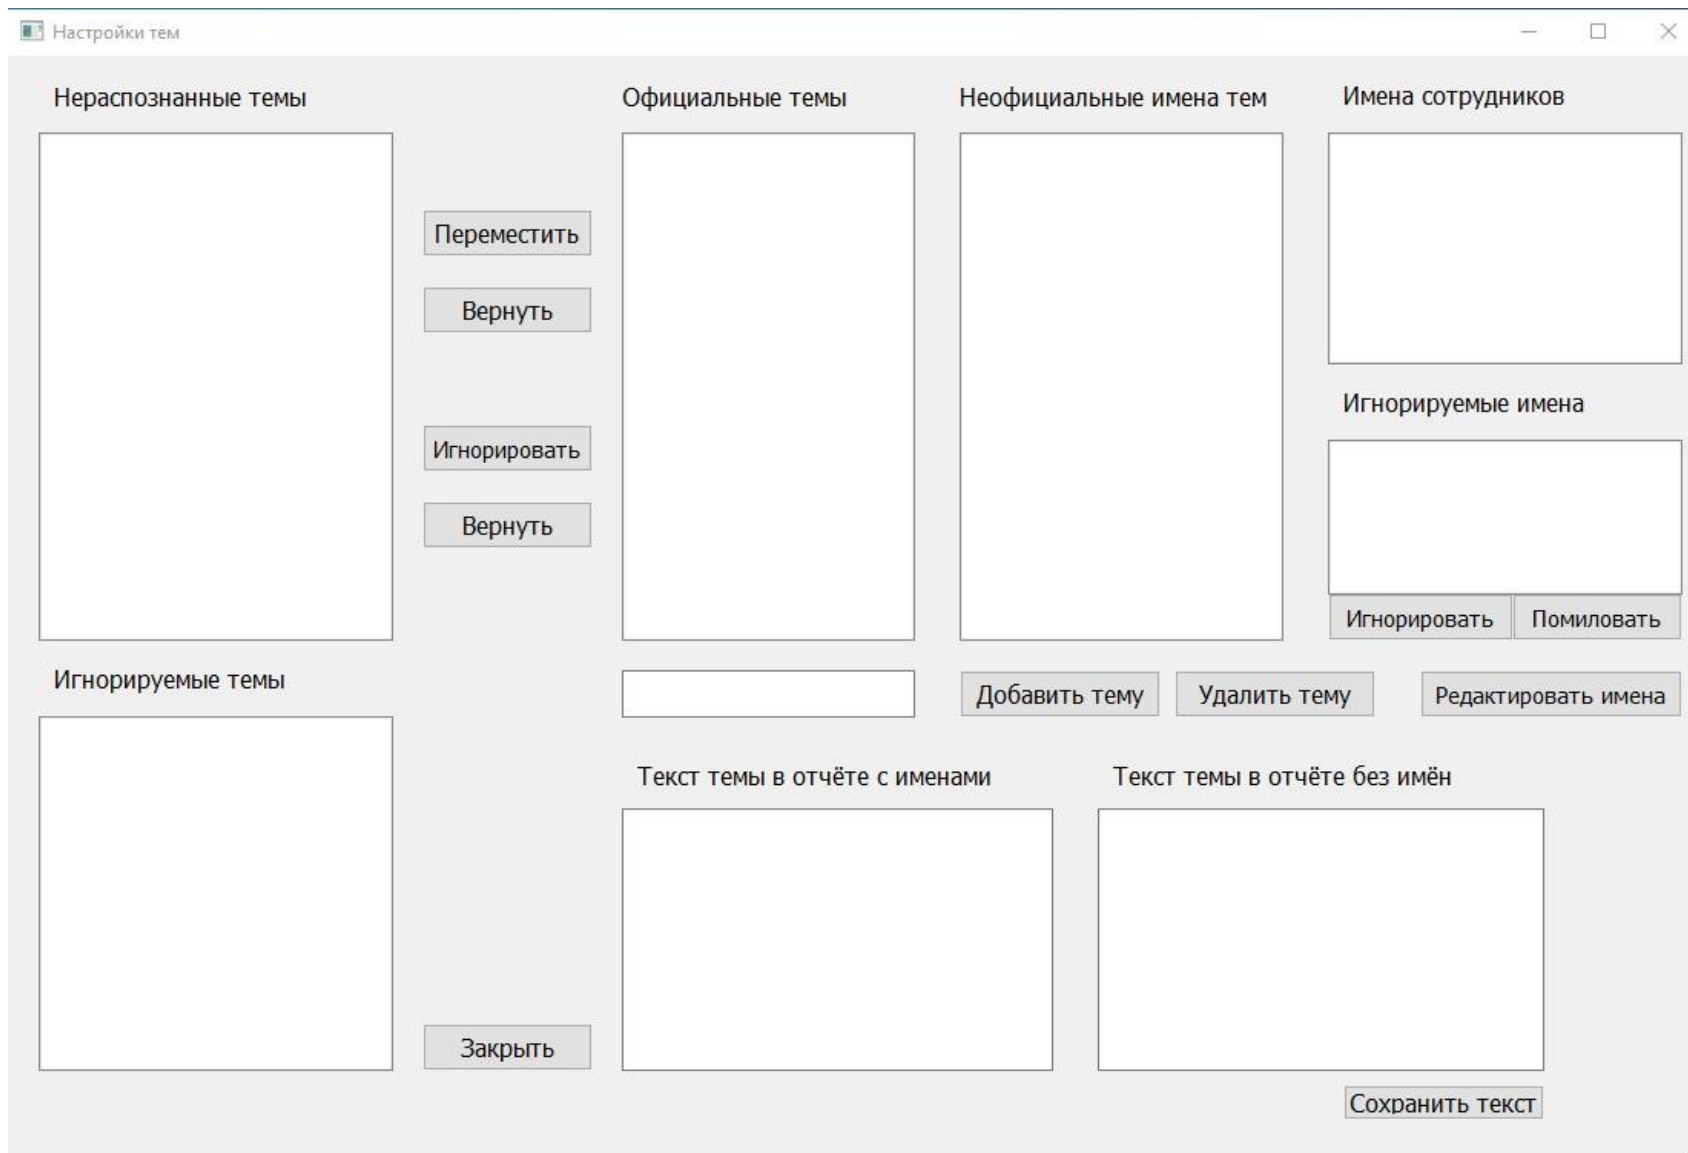 Настройки тем
Нераспознанные темы
Официальные темы
Неофициальные имена тем
Имена сотрудников
Переместить
Вернуть
Игнорируемые имена
Игнорировать
Вернуть
Игнорировать
Помиловать
Игнорируемые темы
Добавить тему
Удалить тему
Редактировать имена
Текст темы в отчёте с именами
Текст темы в отчёте без имён
Закрыть
Сохранить текст